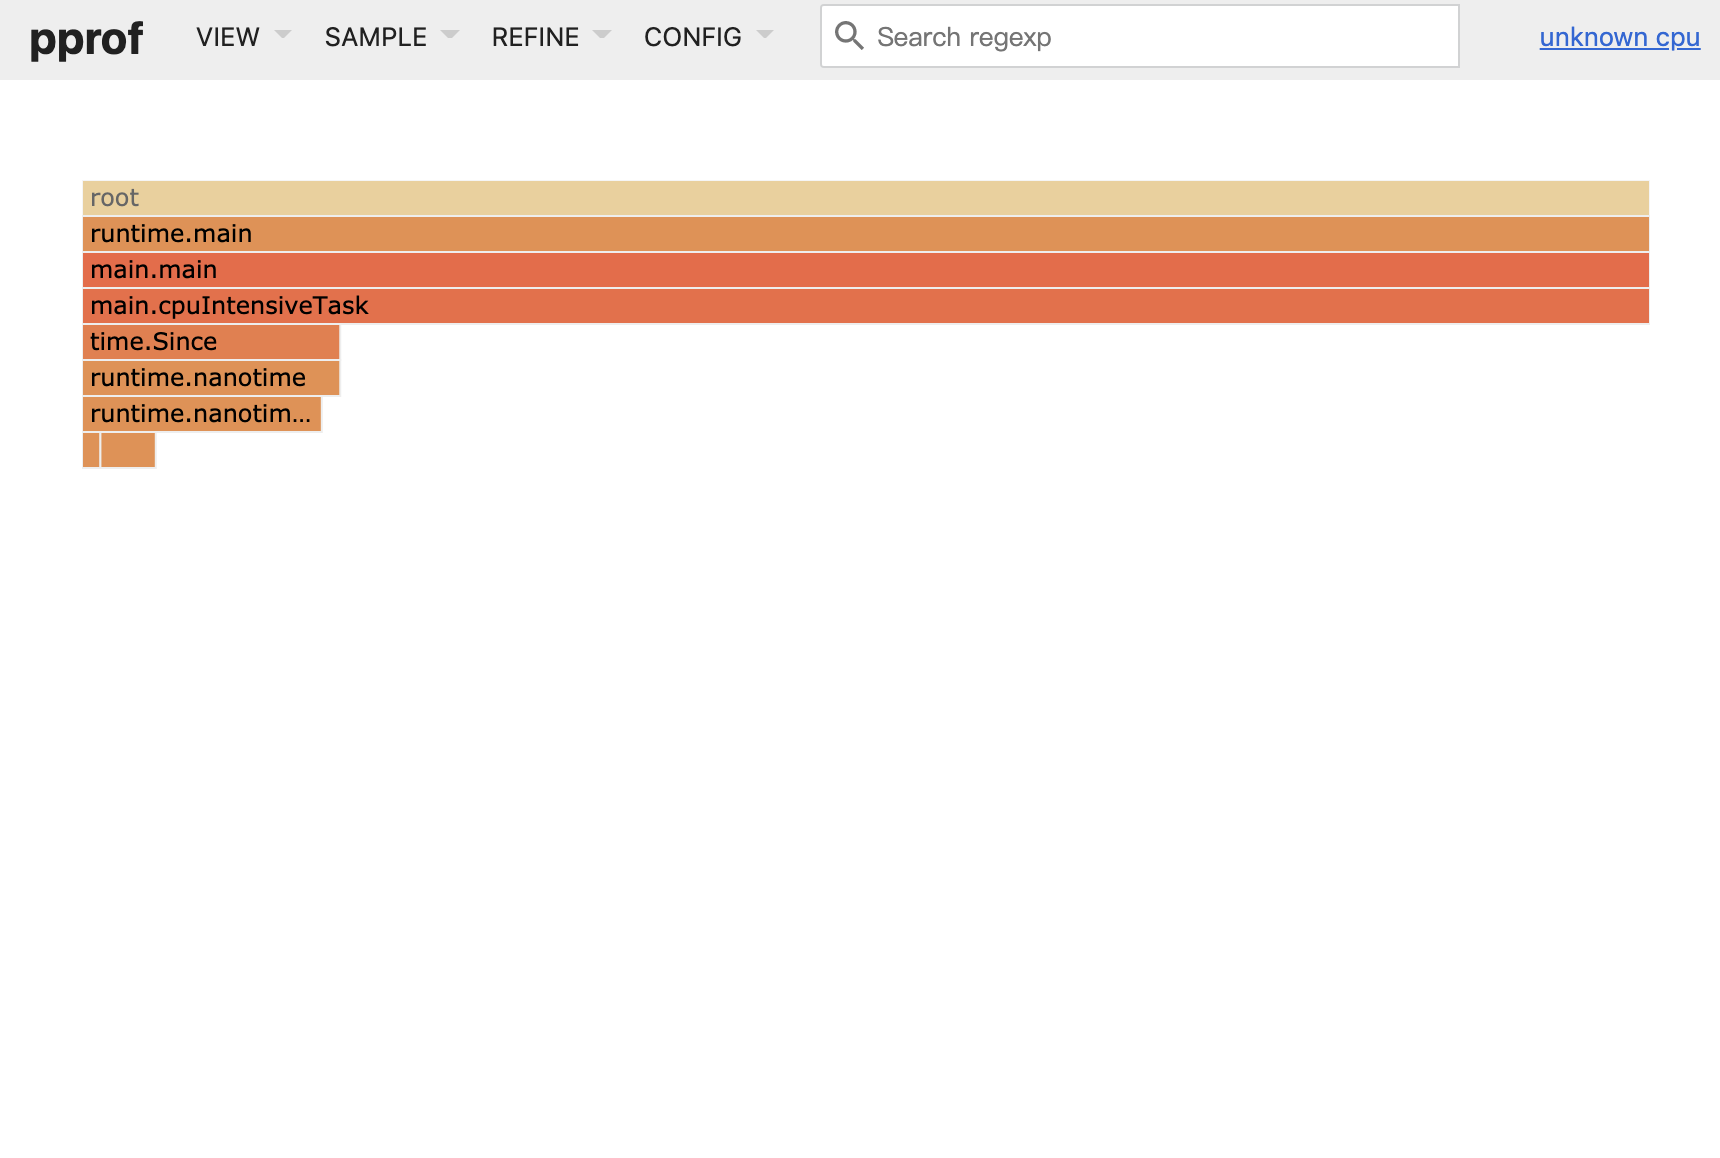 pprof VIEW SAMPLE REFINE CONFIG Search regexp unknown cpu
root
runtime.main
main.main
main.cpuIntensiveTask
time.Since
runtime.nanotime
runtime.nanotim...